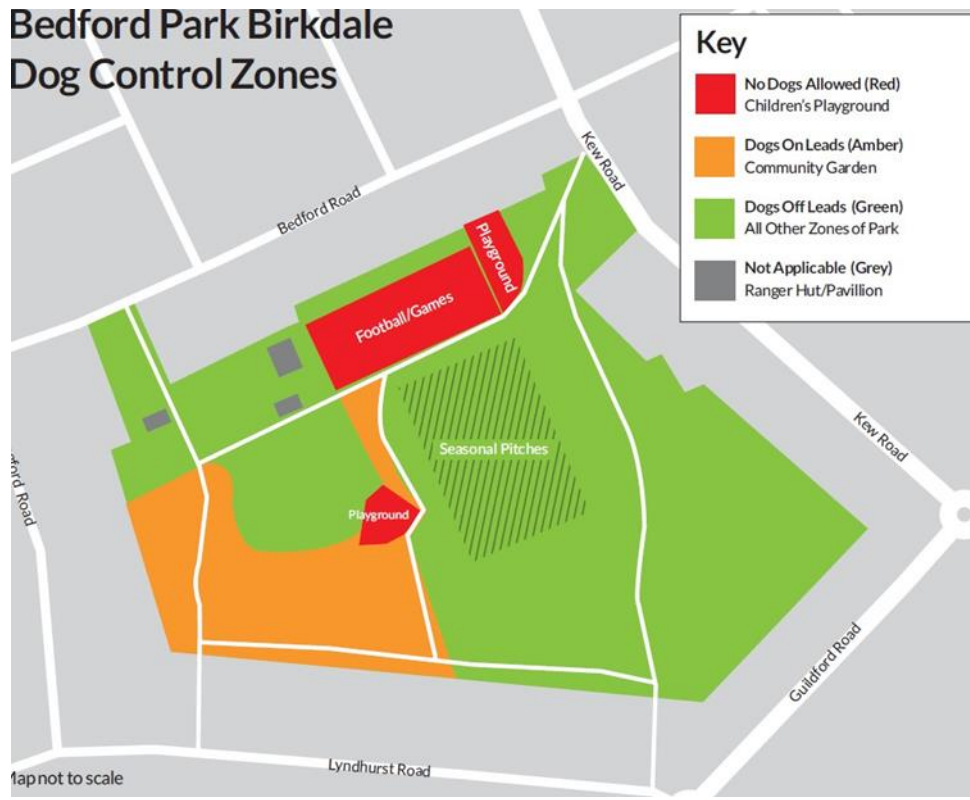 Bedford Park Birkdale
Dog Control Zones
Key
No Dogs Allowed (Red)
Children's Playground
Dogs On Leads (Amber)
Community Garden
Dogs Off Leads (Green)
All Other Zones of Park
Not Applicable (Grey)
Ranger Hut/Pavillion
Kew Road
Bedford Road
Playground
Football/Games
Seasonal Pitches
Kew Road
Playground
Road
Guildford Road
Lyndhurst Road
not to scale